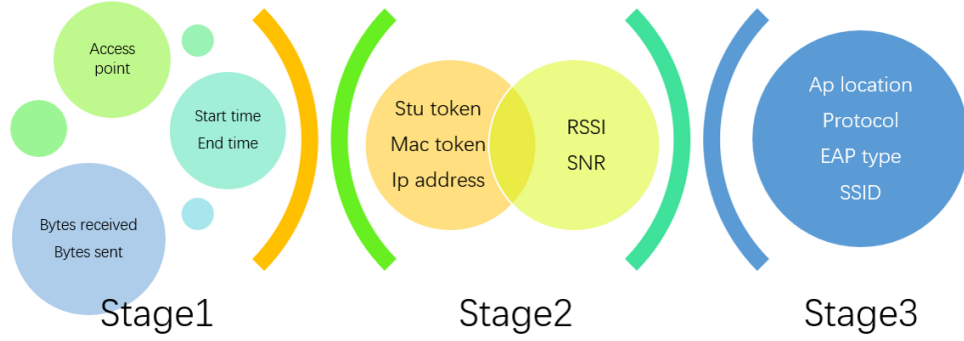 Access
point
Start time
End time
Bytes received
Bytes sent
Stage1
Stu token
Mac token
Ip address
RSSI
SNR
Stage2
Ap location
Protocol
EAP type
SSID
Stage3